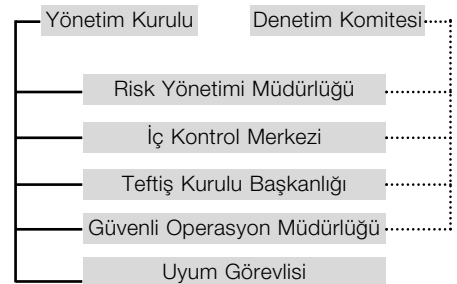 Yönetim Kurulu Denetim Komitesi
Risk Yönetimi Müdürlüğü
İç Kontrol Merkezi
Teftiş Kurulu Başkanlığı
Güvenli Operasyon Müdürlüğü
Uyum Görevlisi